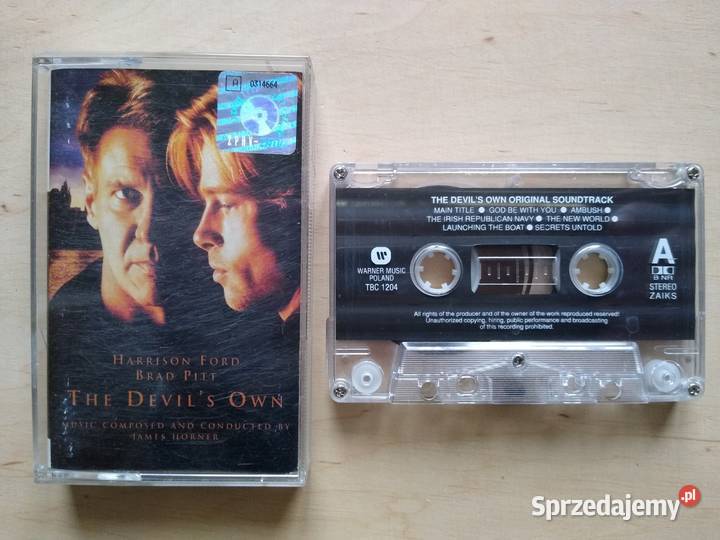 A 0314664
ZPAV
HARRISON FORD
BRAD PITT
THE DEVIL'S OWN
MUSIC COMPOSED AND CONDUCTED BY
JAMES HORNER
THE DEVIL'S OWN ORIGINAL SOUNDTRACK
MAIN TITLE ● GOD BE WITH YOU ● AMBUSH ●
THE IRISH REPUBLICAN NAVY ● THE NEW WORLD ●
LAUNCHING THE BOAT ● SECRETS UNTOLD
WARNER MUSIC
POLAND
TBC 1204
A
B NR
STEREO
ZAIKS
All rights of the producer and of the owner of the work reproduced reserved!
Unauthorized copying, hiring, public performance and broadcasting
of this recording prohibited.
Sprzedajemy.pl